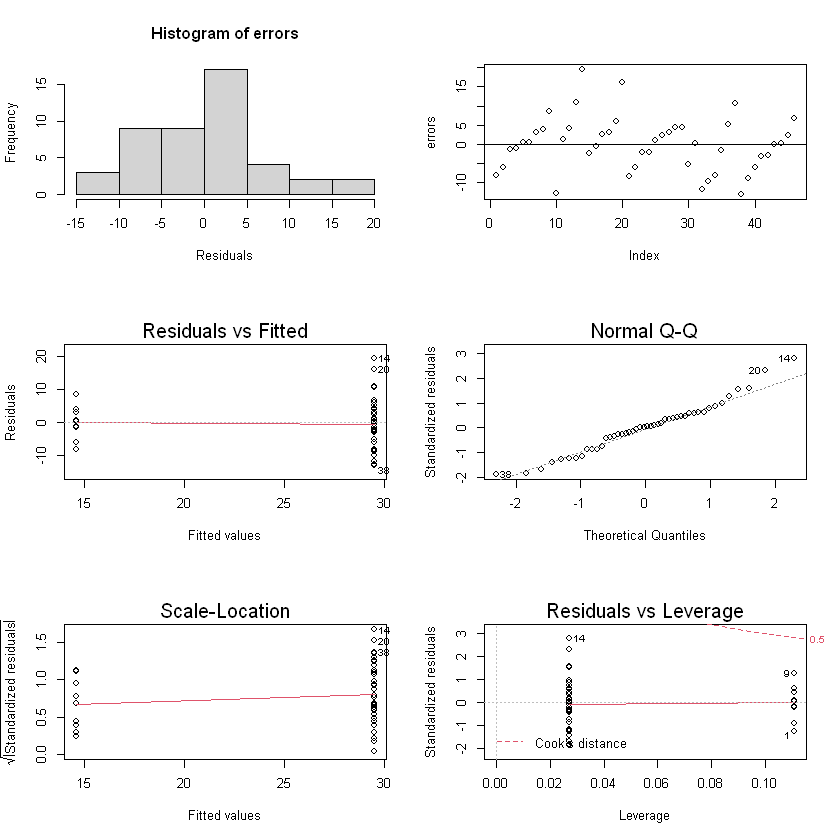 Histogram of errors
Frequency
0 5 10 15
-15 -10 -5 0 5 10 15 20
Residuals
errors
-10 0 5 15
0 10 20 30 40
Index
Residuals vs Fitted
Residuals
-10 0 10 20
14
20
38
15 20 25 30
Fitted values
Normal Q-Q
Standardized residuals
-2 -1 0 1 2 3
14
20
38
-2 -1 0 1 2
Theoretical Quantiles
Scale-Location
√|Standardized residuals|
0.0 0.5 1.0 1.5
14
20
38
15 20 25 30
Fitted values
Residuals vs Leverage
Standardized residuals
-2 -1 0 1 2 3
14
9
1
0.5
Cook's distance
0.00 0.02 0.04 0.06 0.08 0.10
Leverage